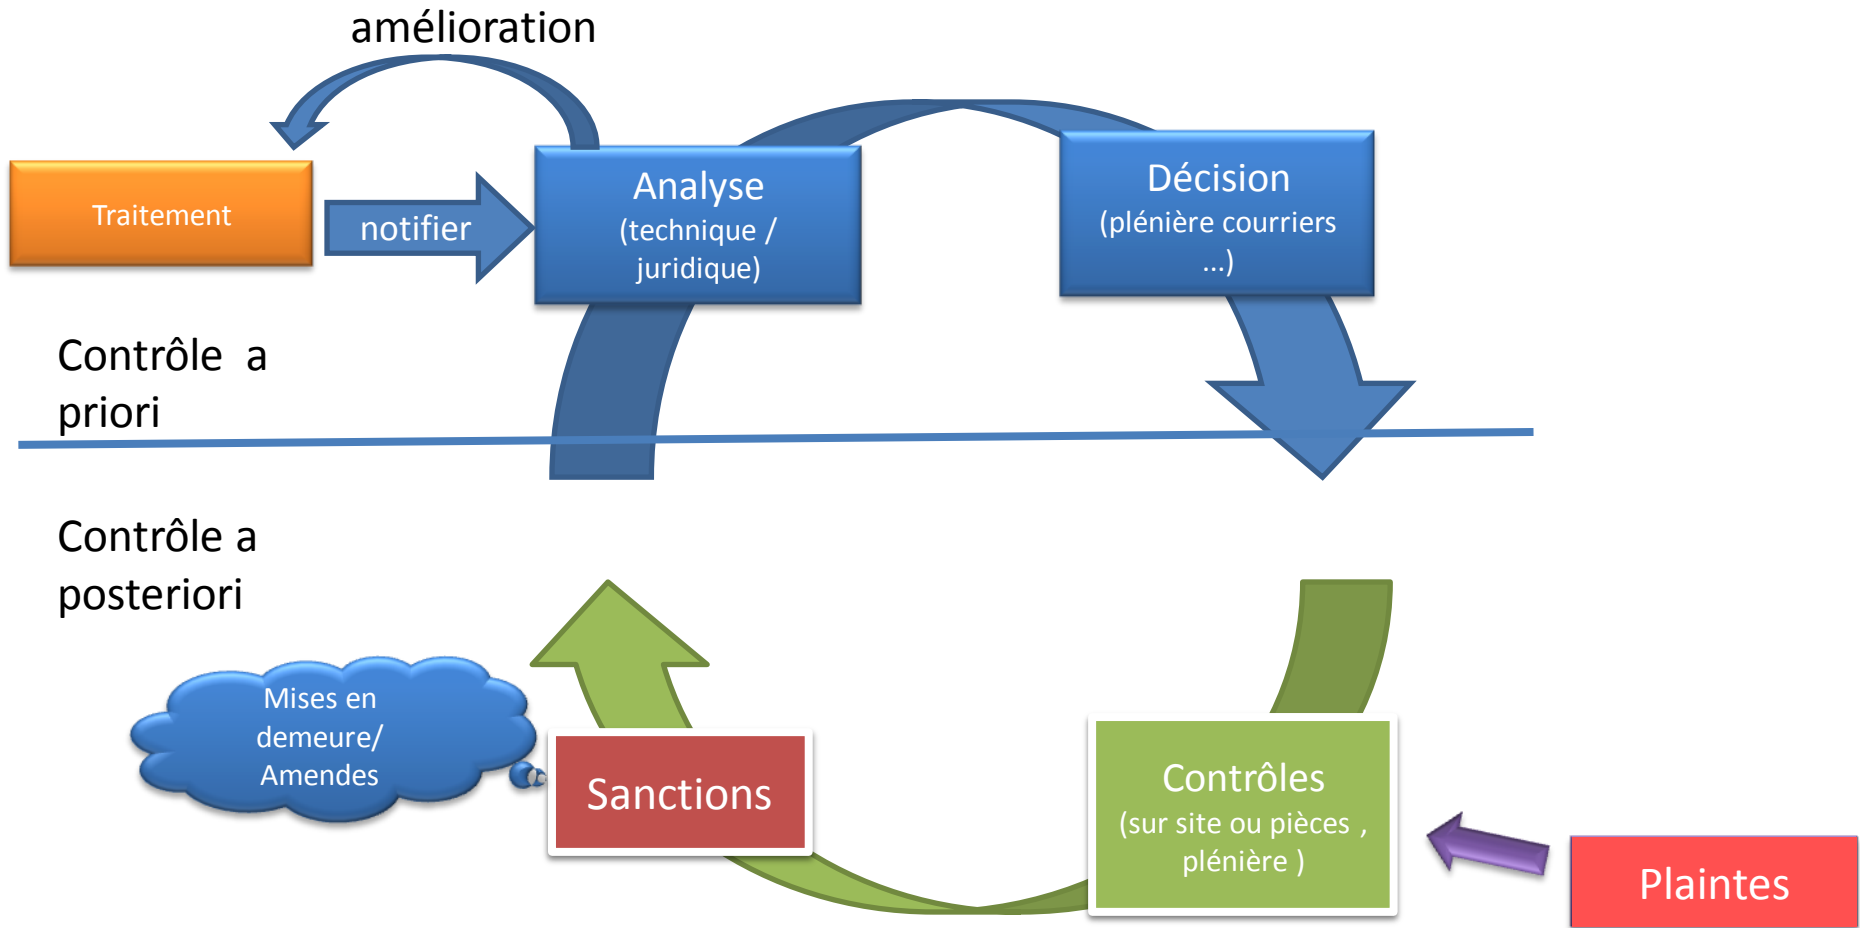 amélioration
Traitement
notifier
Analyse
(technique /
juridique)
Décision
(plénière courriers
...)
Contrôle  a
priori
Contrôle a
posteriori
Mises en
demeure/
Amendes
Sanctions
Contrôles
(sur site ou pièces ,
plénière )
Plaintes